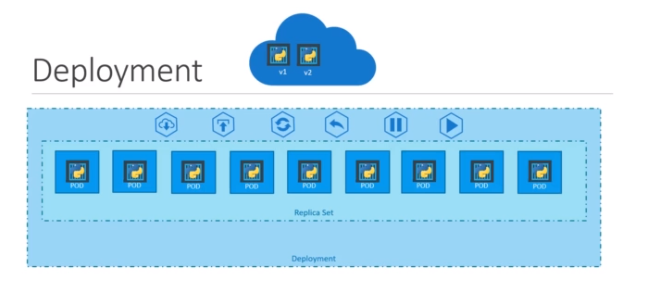 Deployment
v1 v2
POD POD POD POD POD POD POD POD POD
Replica Set
Deployment